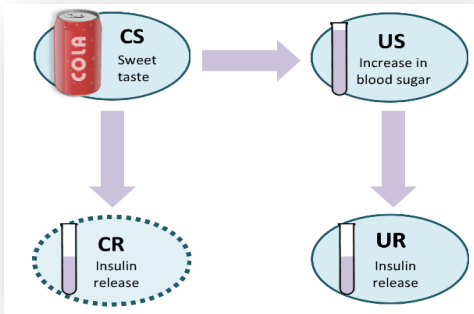 COLA
CS
Sweet
taste
US
Increase in
blood sugar
CR
Insulin
release
UR
Insulin
release